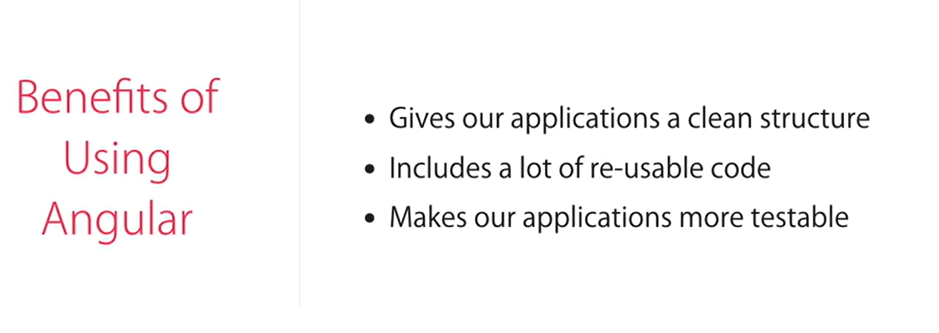 Benefits of
Using
Angular
• Gives our applications a clean structure
• Includes a lot of re-usable code
• Makes our applications more testable